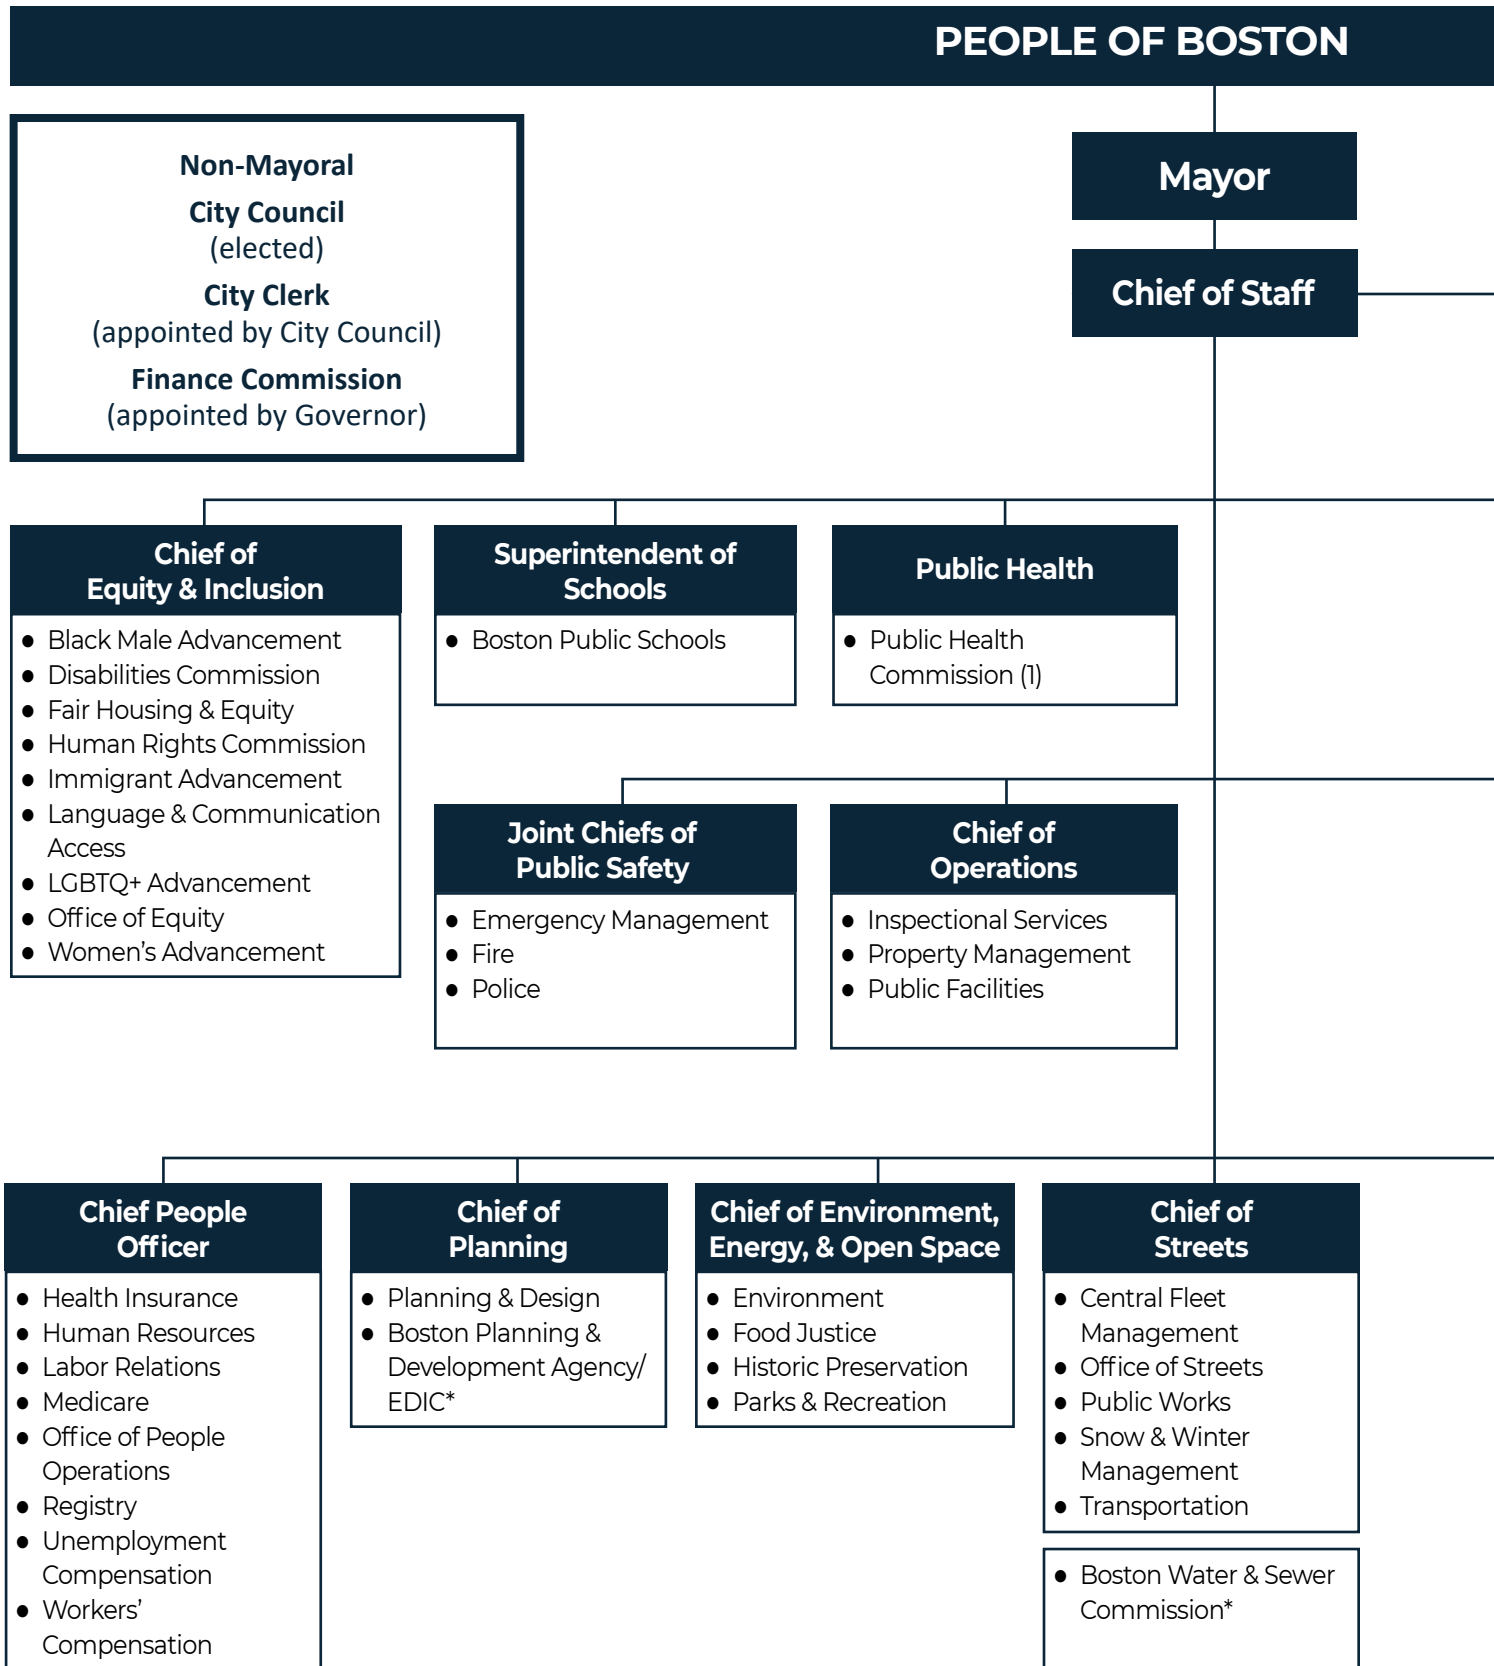 PEOPLE OF BOSTON
Non-Mayoral
City Council
(elected)
City Clerk
(appointed by City Council)
Finance Commission
(appointed by Governor)
Mayor
Chief of Staff
Chief of
Equity & Inclusion
● Black Male Advancement
● Disabilities Commission
● Fair Housing & Equity
● Human Rights Commission
● Immigrant Advancement
● Language & Communication
Access
● LGBTQ+ Advancement
● Office of Equity
● Women's Advancement
Superintendent of
Schools
● Boston Public Schools
Public Health
● Public Health
Commission (1)
Joint Chiefs of
Public Safety
● Emergency Management
● Fire
● Police
Chief of
Operations
● Inspectional Services
● Property Management
● Public Facilities
Chief People
Officer
● Health Insurance
● Human Resources
● Labor Relations
● Medicare
● Office of People
Operations
● Registry
● Unemployment
Compensation
● Workers'
Compensation
Chief of
Planning
● Planning & Design
● Boston Planning &
Development Agency/
EDIC*
Chief of Environment,
Energy, & Open Space
● Environment
● Food Justice
● Historic Preservation
● Parks & Recreation
Chief of
Streets
● Central Fleet
Management
● Office of Streets
● Public Works
● Snow & Winter
Management
● Transportation
● Boston Water & Sewer
Commission*